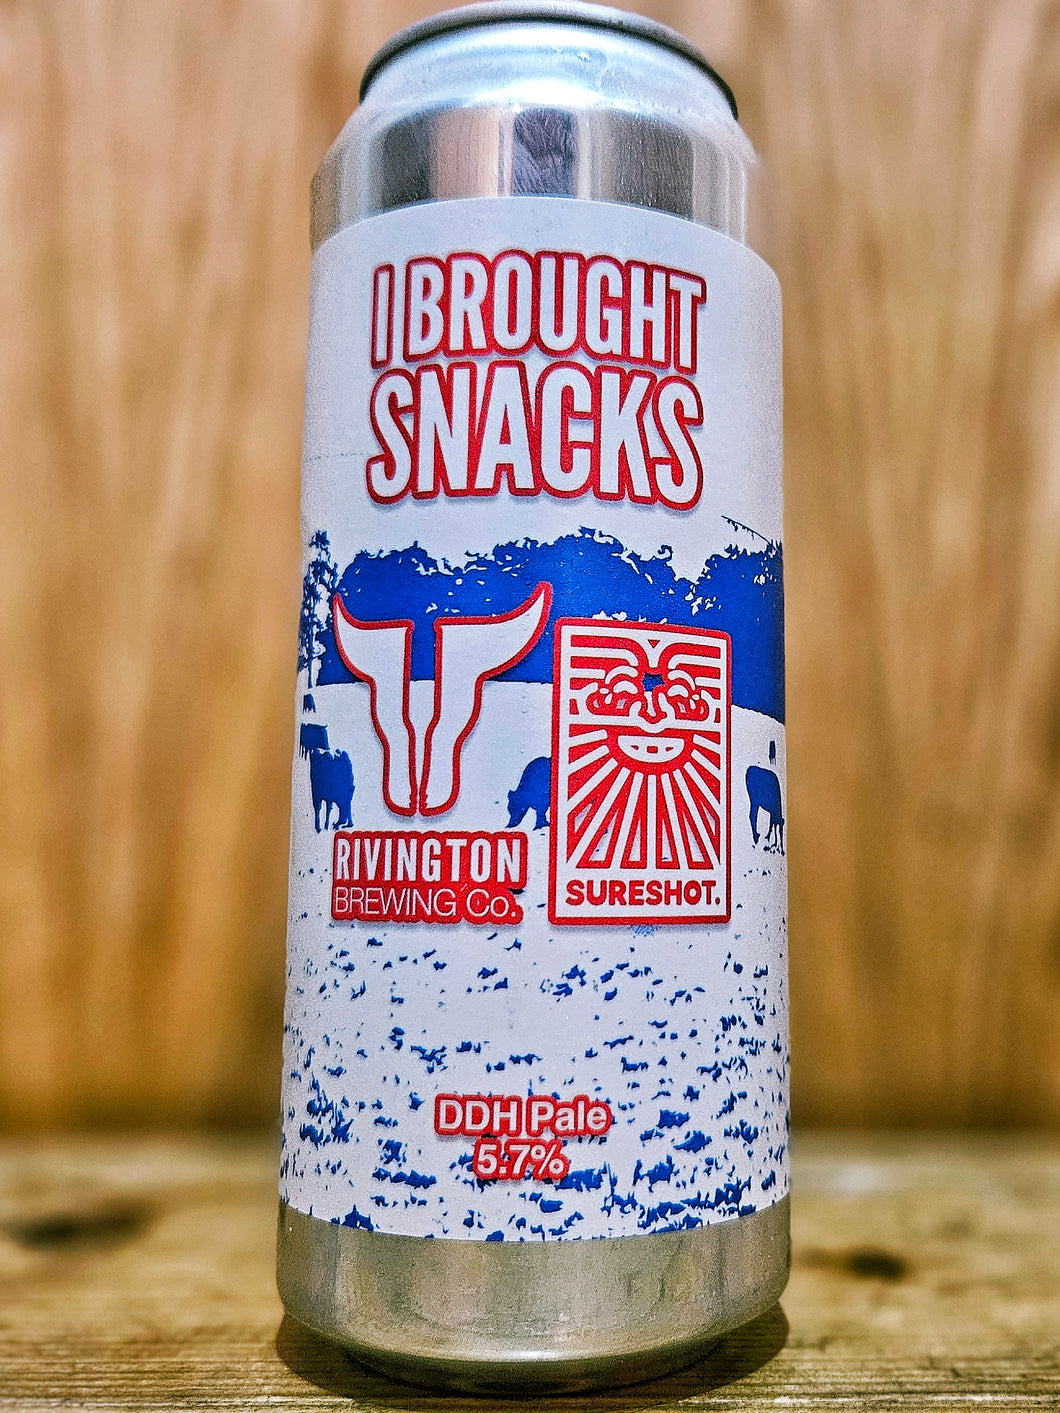 I BROUGHT
SNACKS
RIVINGTON
BREWING Co.
SURESHOT.
DDH Pale
5.7%